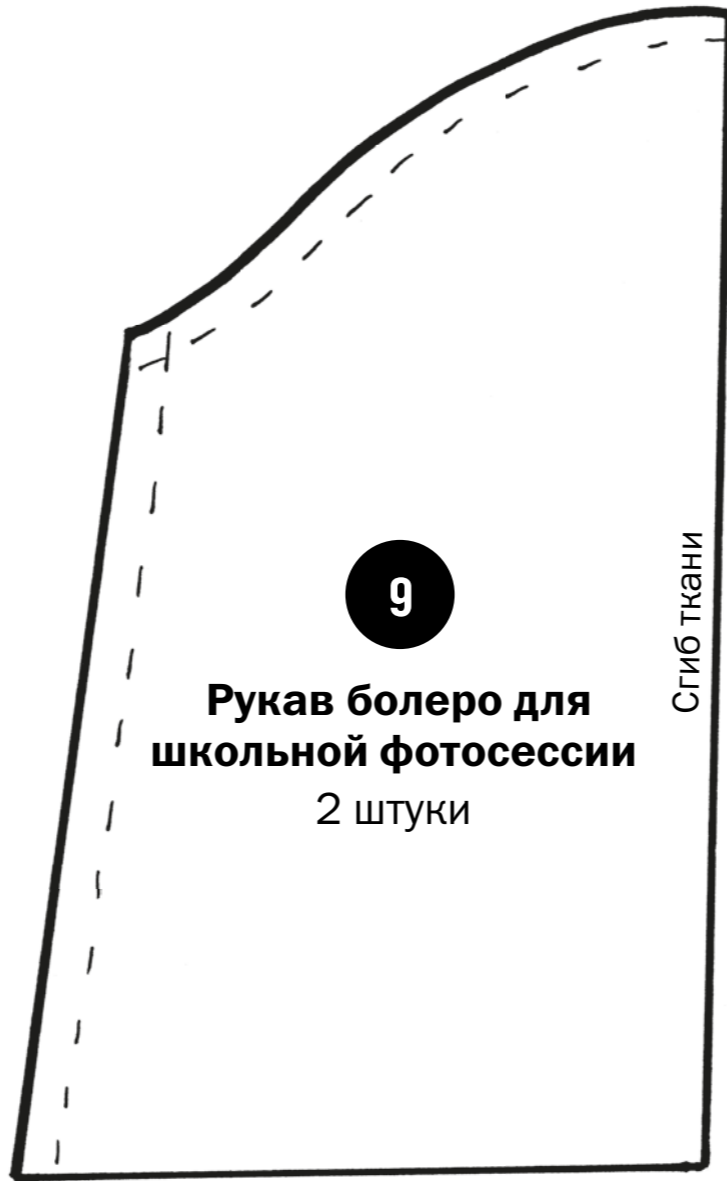 9
Рукав болеро для
школьной фотосессии
2 штуки
Сгиб ткани